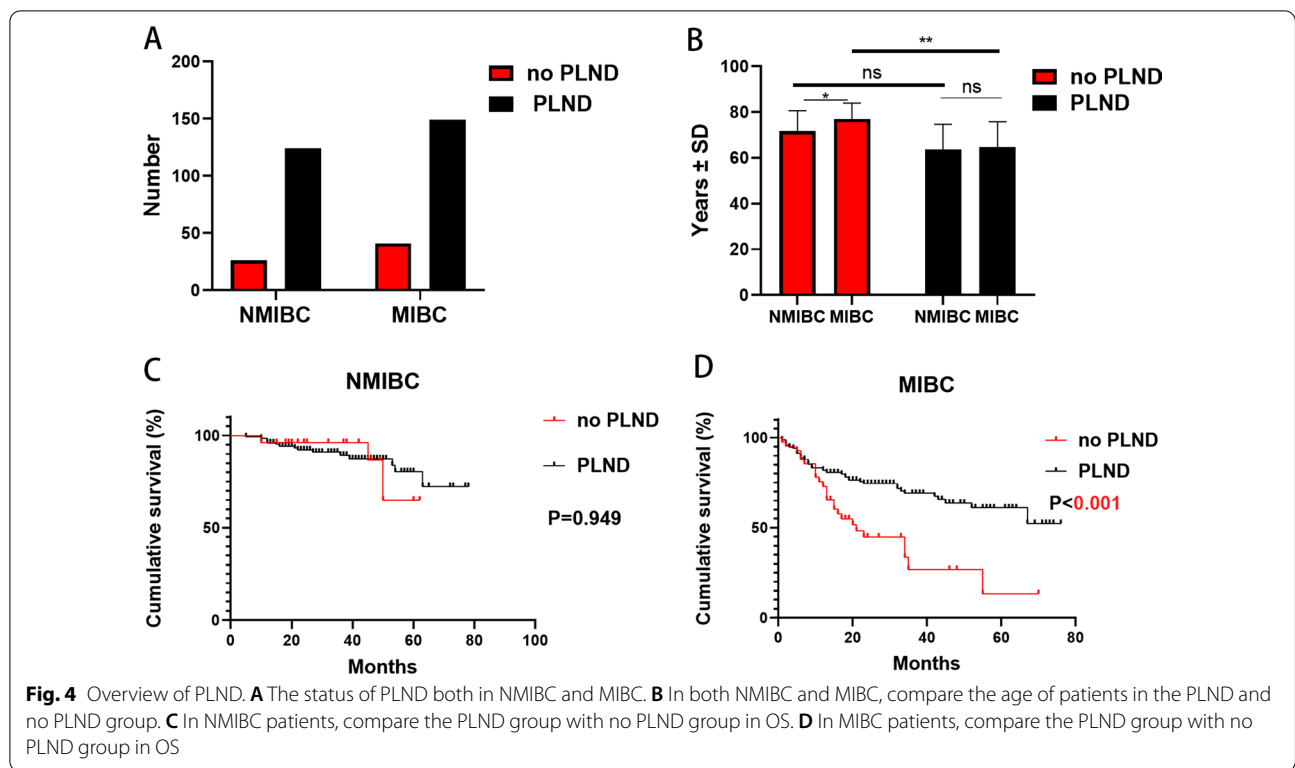 A
200
150
100
50
0
Number
NMIBC MIBC
no PLND
PLND
B
100
80
60
40
20
0
Years ± SD
**
ns
ns
*
NMIBC MIBC NMIBC MIBC
no PLND
PLND
C
NMIBC
100
50
0
Cumulative survival (%)
0 20 40 60 80 100
Months
no PLND
PLND
P=0.949
D
MIBC
100
50
0
Cumulative survival (%)
0 20 40 60 80
Months
no PLND
PLND
P<0.001
Fig. 4 Overview of PLND. A The status of PLND both in NMIBC and MIBC. B In both NMIBC and MIBC, compare the age of patients in the PLND and
no PLND group. C In NMIBC patients, compare the PLND group with no PLND group in OS. D In MIBC patients, compare the PLND group with no
PLND group in OS